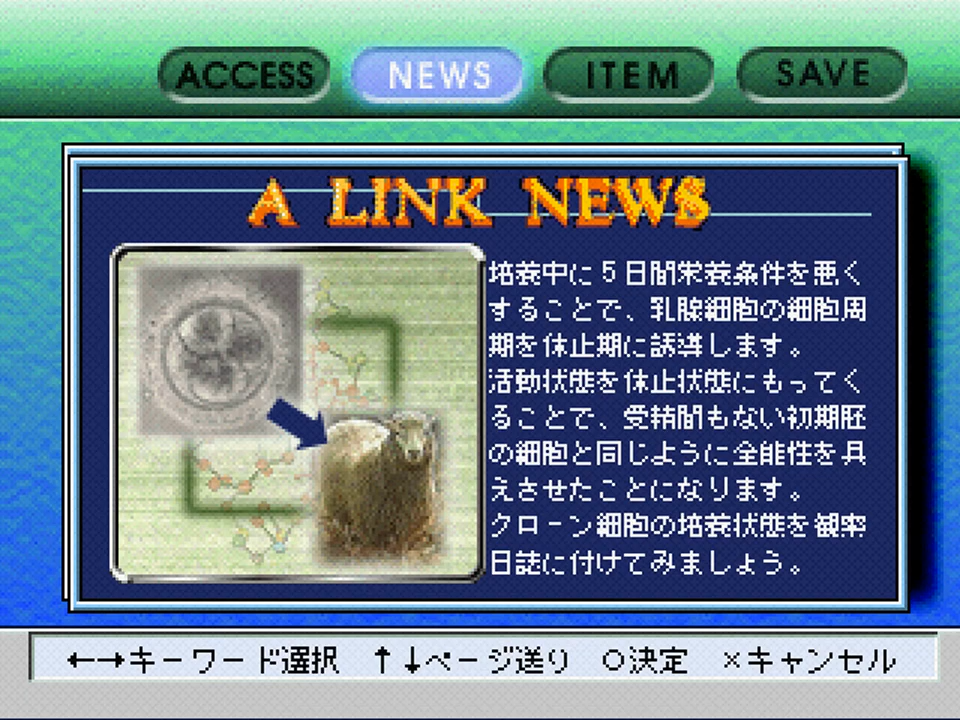 ACCESS NEWS ITEM SAVE
A LINK NEWS
培養中に5日間栄養条件を悪く
することで、乳腺細胞の細胞周
期を休止期に誘導します。
活動状態を休止状態にもってく
ることで、受精間もない初期胚
の細胞と同じように全能性を具
えさせたことになります。
クローン細胞の培養状態を観察
日誌に付けてみましょう。
←→キーワード選択 ↑↓ページ送り ○決定 ×キャンセル